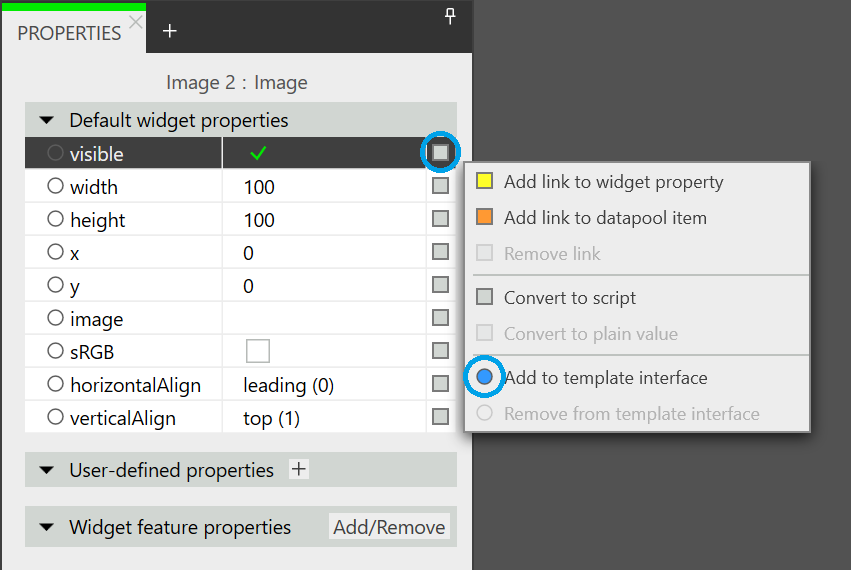 PROPERTIES
Image 2 : Image
Default widget properties
visible
width 100
height 100
x 0
y 0
image
sRGB
horizontalAlign leading (0)
verticalAlign top (1)
User-defined properties +
Widget feature properties Add/Remove
Add link to widget property
Add link to datapool item
Remove link
Convert to script
Convert to plain value
Add to template interface
Remove from template interface